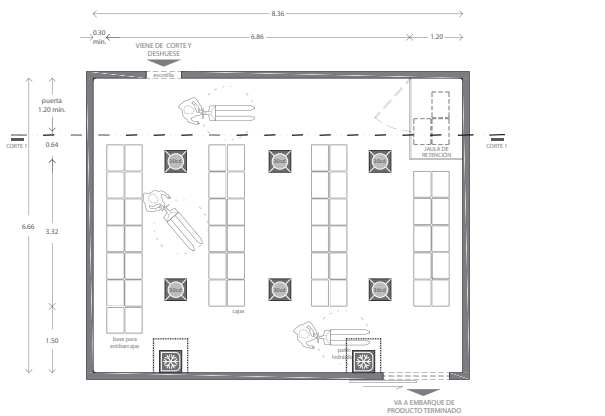 8.36
0.30
mín.
6.86
1.20
VIENE DE CORTE Y
DESHUESE
escotilla
puerta
1.20 mín.
CORTE 1
0.64
JAULA DE
RETENCIÓN
CORTE 1
6.66
3.32
cajas
1.50
base para
estibarcajas
VA A EMBARQUE DE
PRODUCTO TERMINADO